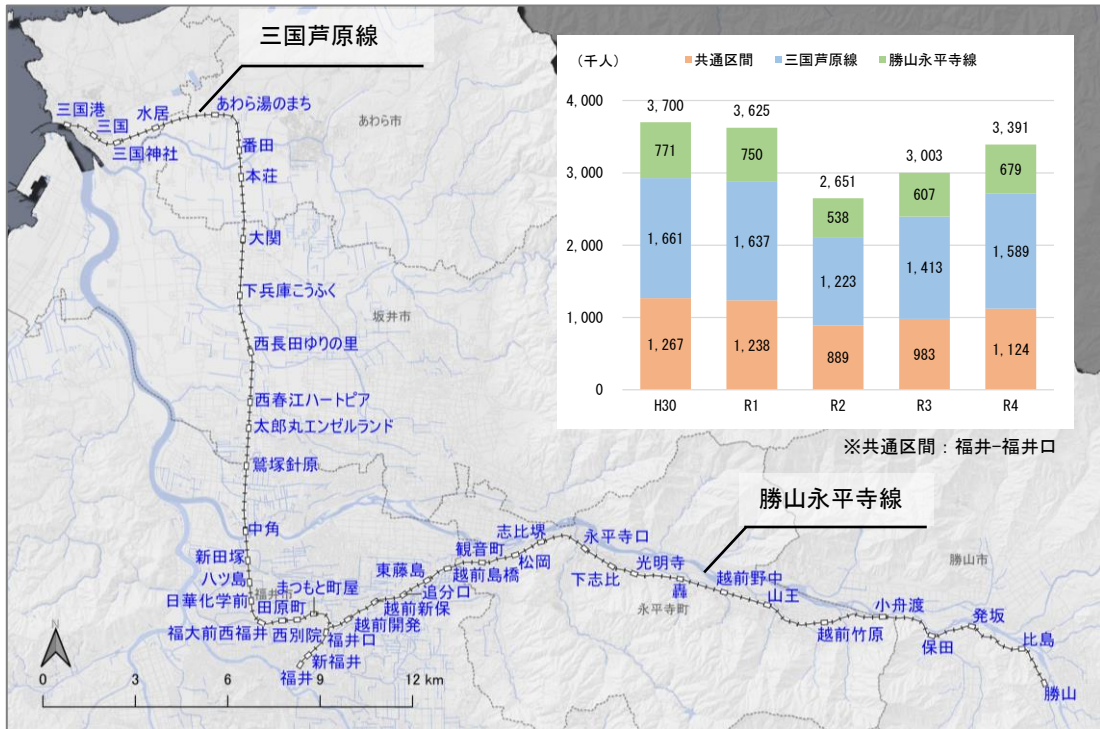 三国芦原線
(千人)
共通区間 三国芦原線 勝山永平寺線
4,000
3,000
2,000
1,000
0
3,700
771
1,661
1,267
3,625
750
1,637
1,238
2,651
538
1,223
889
3,003
607
1,413
983
3,391
679
1,589
1,124
H30 R1 R2 R3 R4
※共通区間:福井-福井口
勝山永平寺線
三国港
三国
三国神社
水居
あわら湯のまち
あわら市
番田
本荘
大関
下兵庫こうふく
坂井市
西長田ゆりの里
西春江ハートピア
太郎丸エンゼルランド
鷲塚針原
中角
新田塚
八ツ島
日華化学前
福井市
まつもと町屋
田原町
福大前西福井
西別院
福井口
新福井
福井
越前開発
越前新保
追分口
東藤島
越前島橋
観音町
松岡
志比堺
永平寺口
下志比
光明寺
轟
永平寺町
越前野中
山王
越前竹原
小舟渡
勝山市
保田
発坂
比島
勝山
N
0 3 6 9 12 km